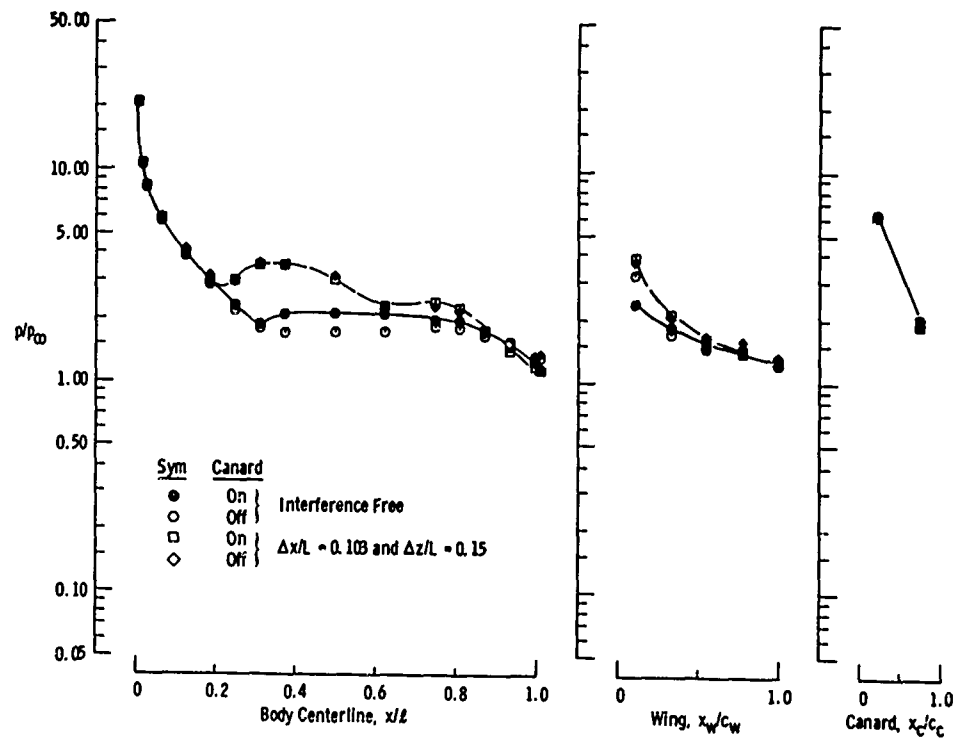 50.00
10.00
5.00
p/p∞
1.00
0.50
0.10
0.05
Sym Canard
On
Off
Interference Free
On
Off
Δx/L = 0.103 and Δz/L = 0.15
0 0.2 0.4 0.6 0.8 1.0
Body Centerline, x/ℓ
0 1.0
Wing, x_w/c_w
0 1.0
Canard, x_c/c_c